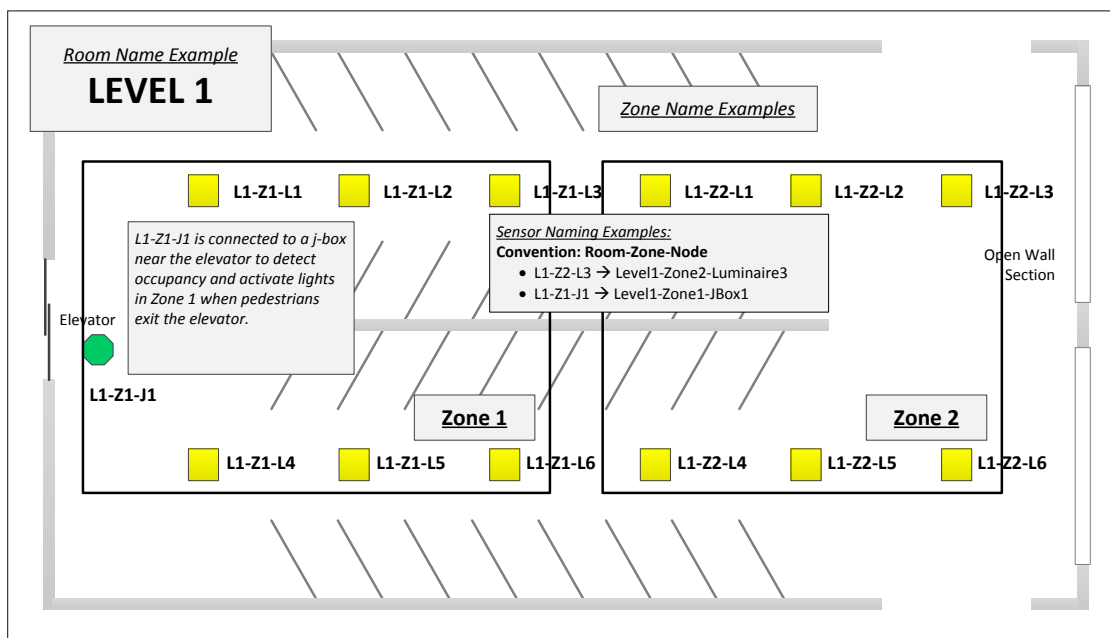 Room Name Example
LEVEL 1
Zone Name Examples
L1-Z1-L1
L1-Z1-L2
L1-Z1-L3
L1-Z2-L1
L1-Z2-L2
L1-Z2-L3
L1-Z1-J1 is connected to a j-box
near the elevator to detect
occupancy and activate lights
in Zone 1 when pedestrians
exit the elevator.
Sensor Naming Examples:
Convention: Room-Zone-Node
• L1-Z2-L3 → Level1-Zone2-Luminaire3
• L1-Z1-J1 → Level1-Zone1-JBox1
Open Wall
Section
Elevator
L1-Z1-J1
Zone 1
Zone 2
L1-Z1-L4
L1-Z1-L5
L1-Z1-L6
L1-Z2-L4
L1-Z2-L5
L1-Z2-L6